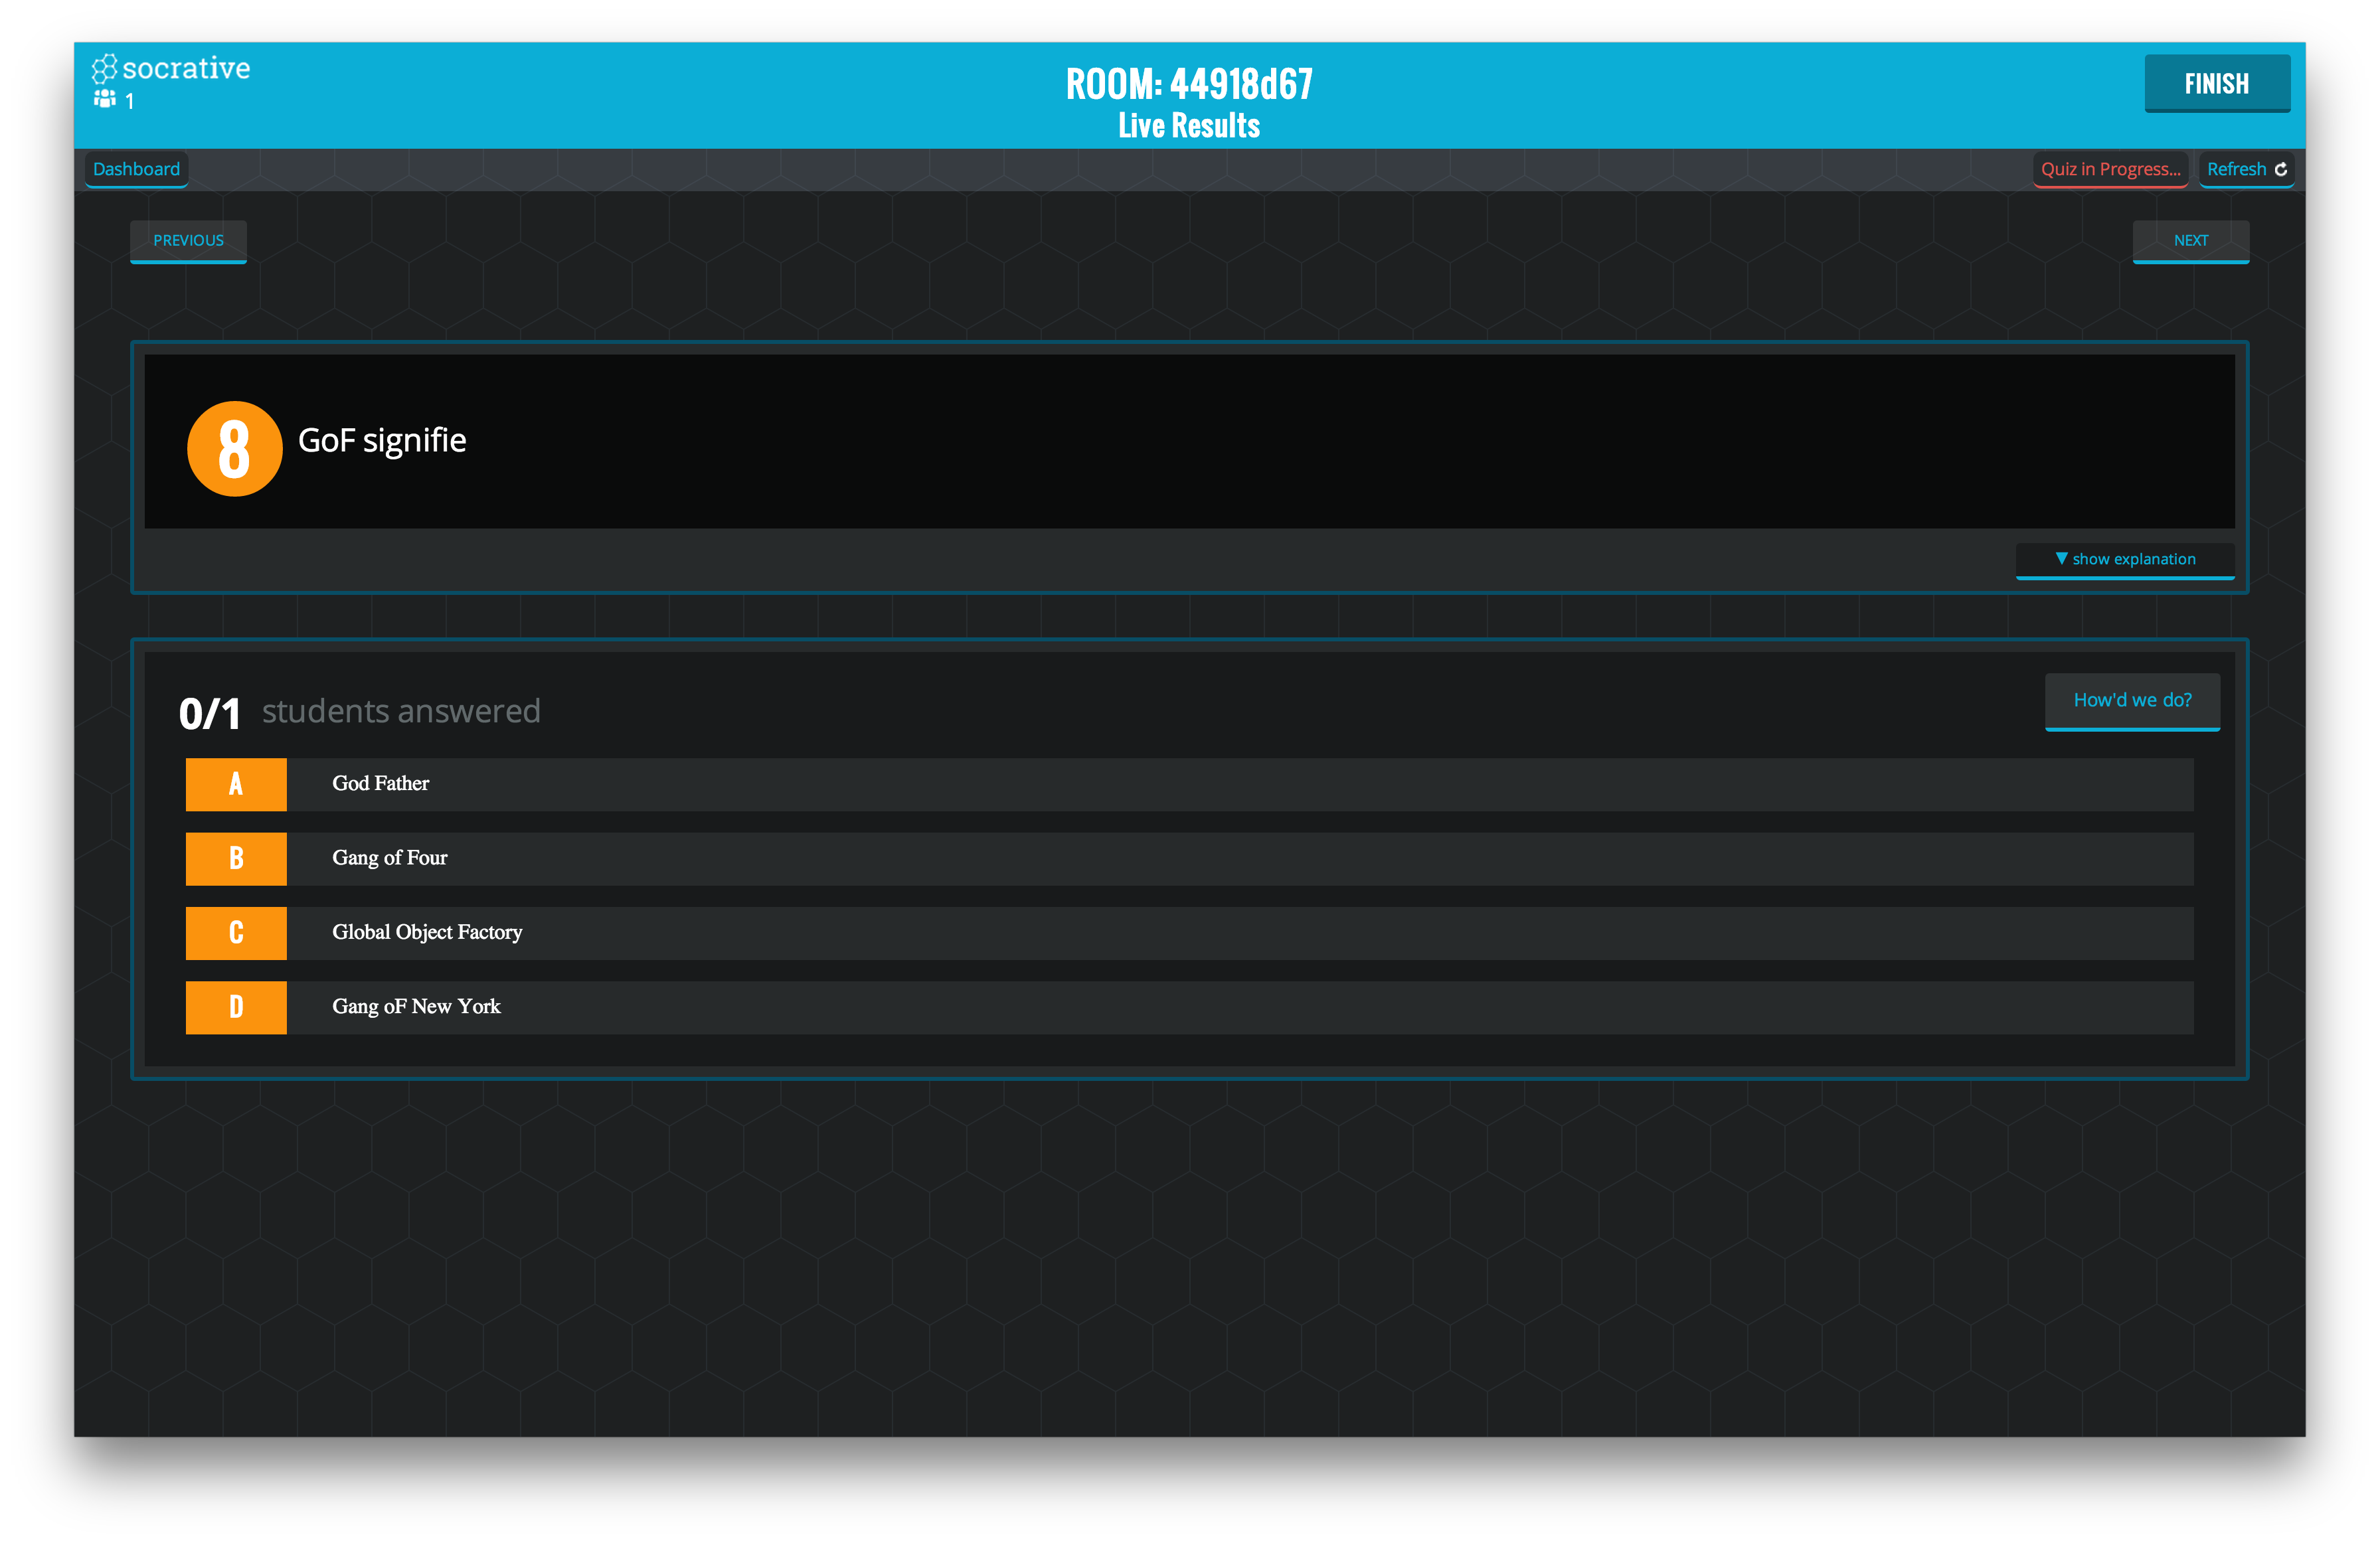 socrative
1
ROOM: 44918d67
Live Results
FINISH
Dashboard
Quiz in Progress...
Refresh
PREVIOUS
NEXT
8
GoF signifie
▼ show explanation
0/1 students answered
How'd we do?
A God Father
B Gang of Four
C Global Object Factory
D Gang oF New York